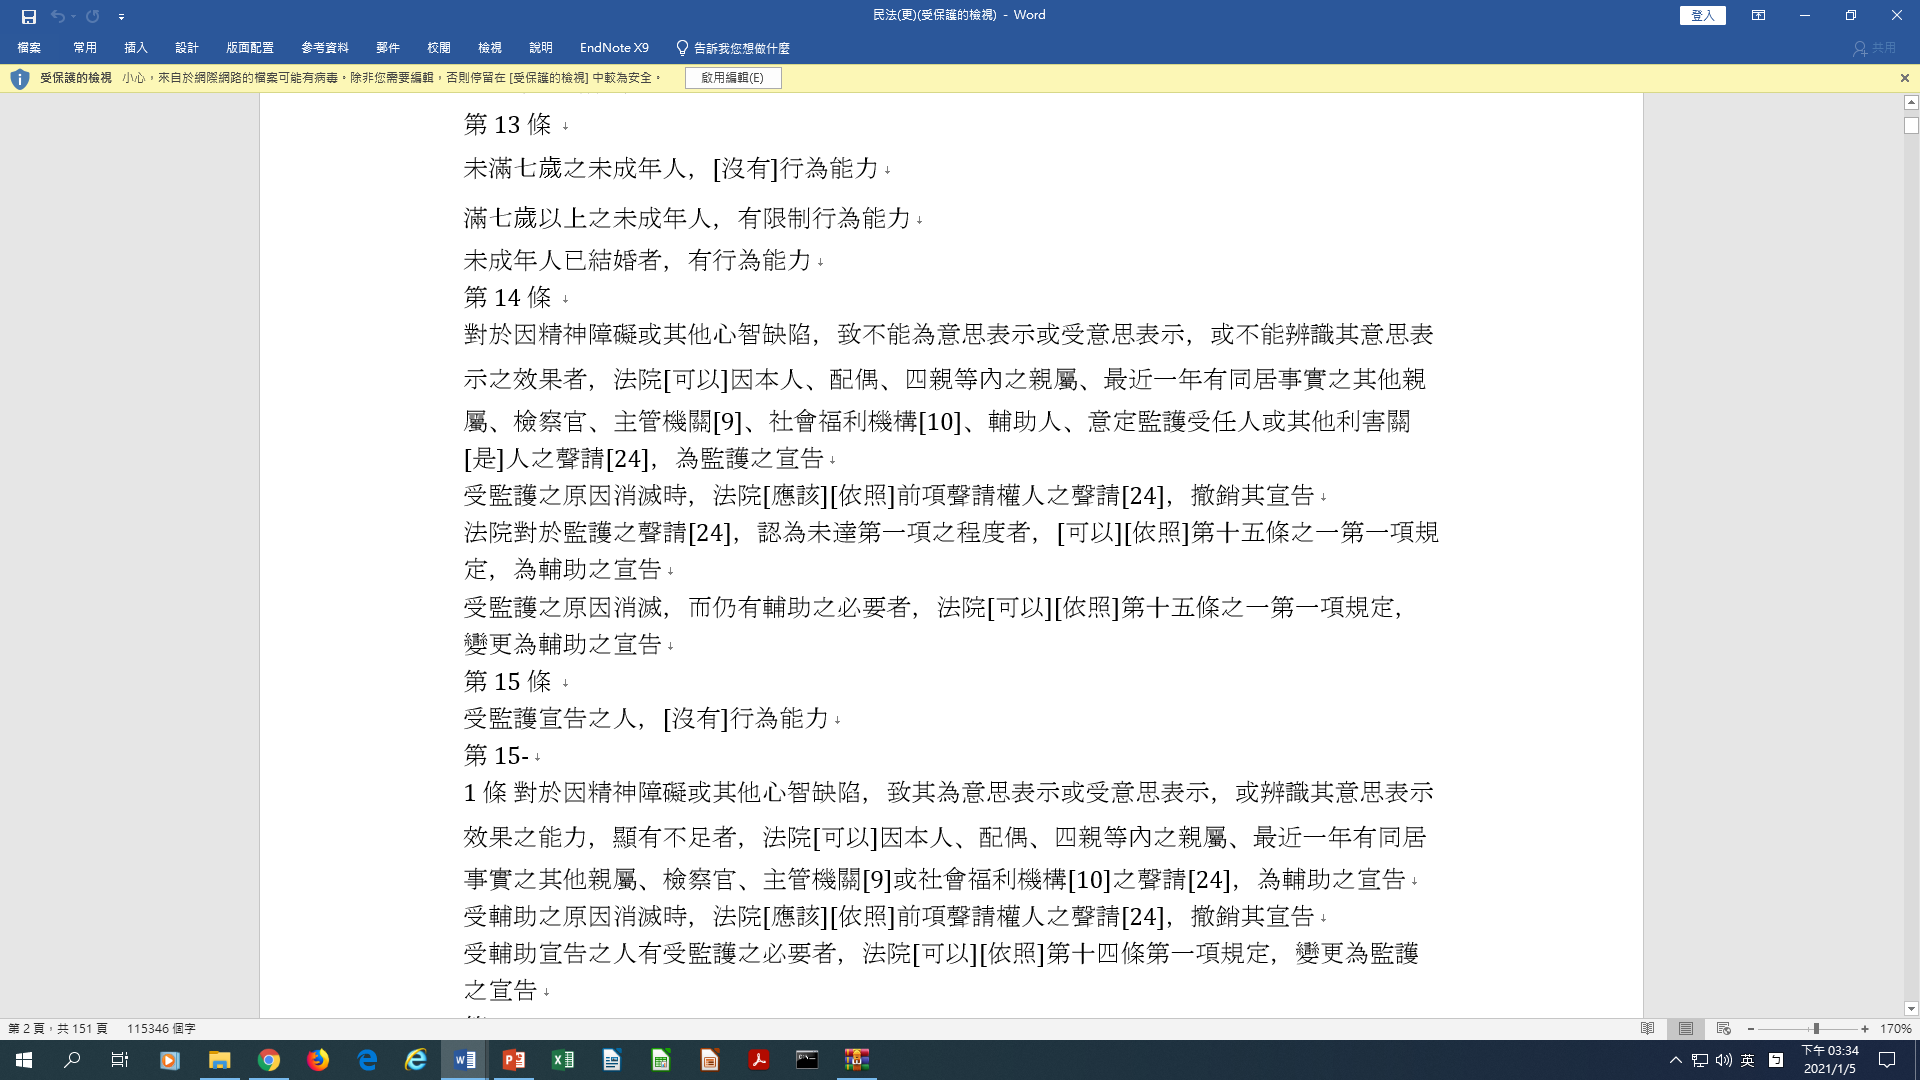 民法(更)(受保護的檢視) - Word
登入
檔案 常用 插入 設計 版面配置 參考資料 郵件 校閱 檢視 說明 EndNote X9 告訴我您想做什麼 共用
受保護的檢視 小心，來自於網際網路的檔案可能有病毒。除非您需要編輯，否則停留在 [受保護的檢視] 中較為安全。 啟用編輯(E)
第 13 條
未滿七歲之未成年人，[沒有]行為能力
滿七歲以上之未成年人，有限制行為能力
未成年人已結婚者，有行為能力
第 14 條
對於因精神障礙或其他心智缺陷，致不能為意思表示或受意思表示，或不能辨識其意思表
示之效果者，法院[可以]因本人、配偶、四親等內之親屬、最近一年有同居事實之其他親
屬、檢察官、主管機關[9]、社會福利機構[10]、輔助人、意定監護受任人或其他利害關
[是]人之聲請[24]，為監護之宣告
受監護之原因消滅時，法院[應該][依照]前項聲請權人之聲請[24]，撤銷其宣告
法院對於監護之聲請[24]，認為未達第一項之程度者，[可以][依照]第十五條之一第一項規
定，為輔助之宣告
受監護之原因消滅，而仍有輔助之必要者，法院[可以][依照]第十五條之一第一項規定，
變更為輔助之宣告
第 15 條
受監護宣告之人，[沒有]行為能力
第 15-
1 條 對於因精神障礙或其他心智缺陷，致其為意思表示或受意思表示，或辨識其意思表示
效果之能力，顯有不足者，法院[可以]因本人、配偶、四親等內之親屬、最近一年有同居
事實之其他親屬、檢察官、主管機關[9]或社會福利機構[10]之聲請[24]，為輔助之宣告
受輔助之原因消滅時，法院[應該][依照]前項聲請權人之聲請[24]，撤銷其宣告
受輔助宣告之人有受監護之必要者，法院[可以][依照]第十四條第一項規定，變更為監護
之宣告
第 2 頁，共 151 頁 115346 個字 170%
英
下午 03:34
2021/1/5